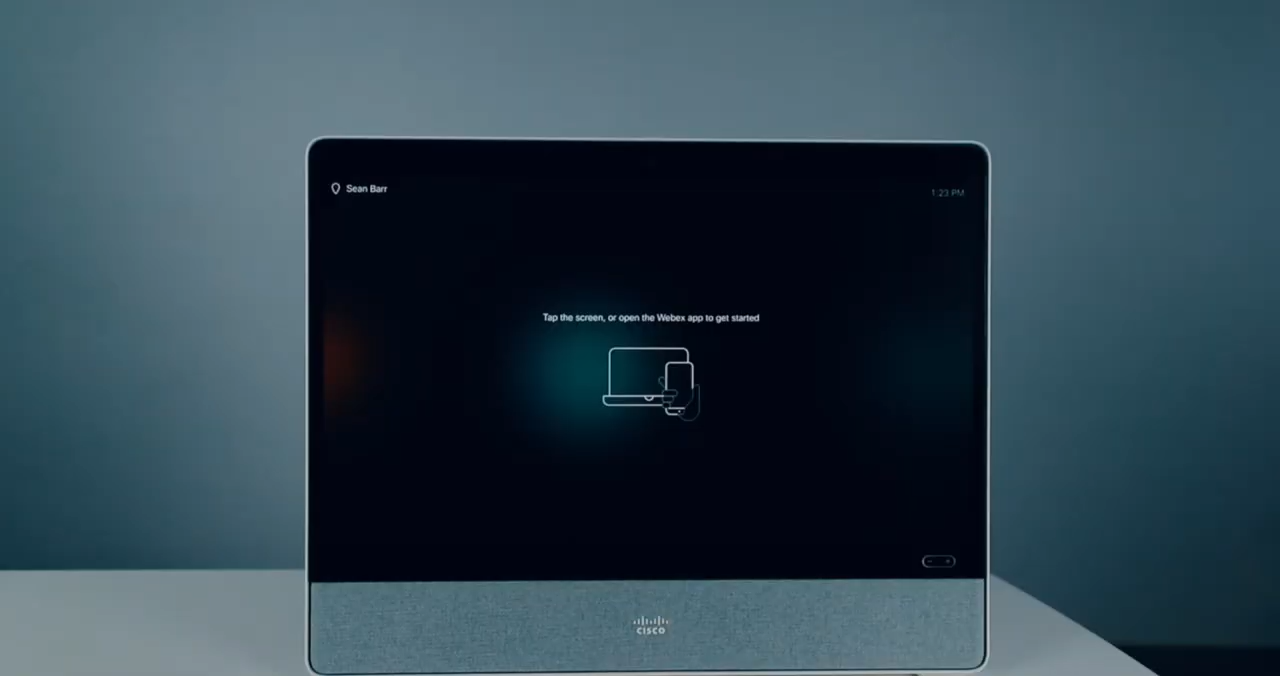 Sean Barr
1:23 PM
Tap the screen, or open the Webex app to get started
CISCO